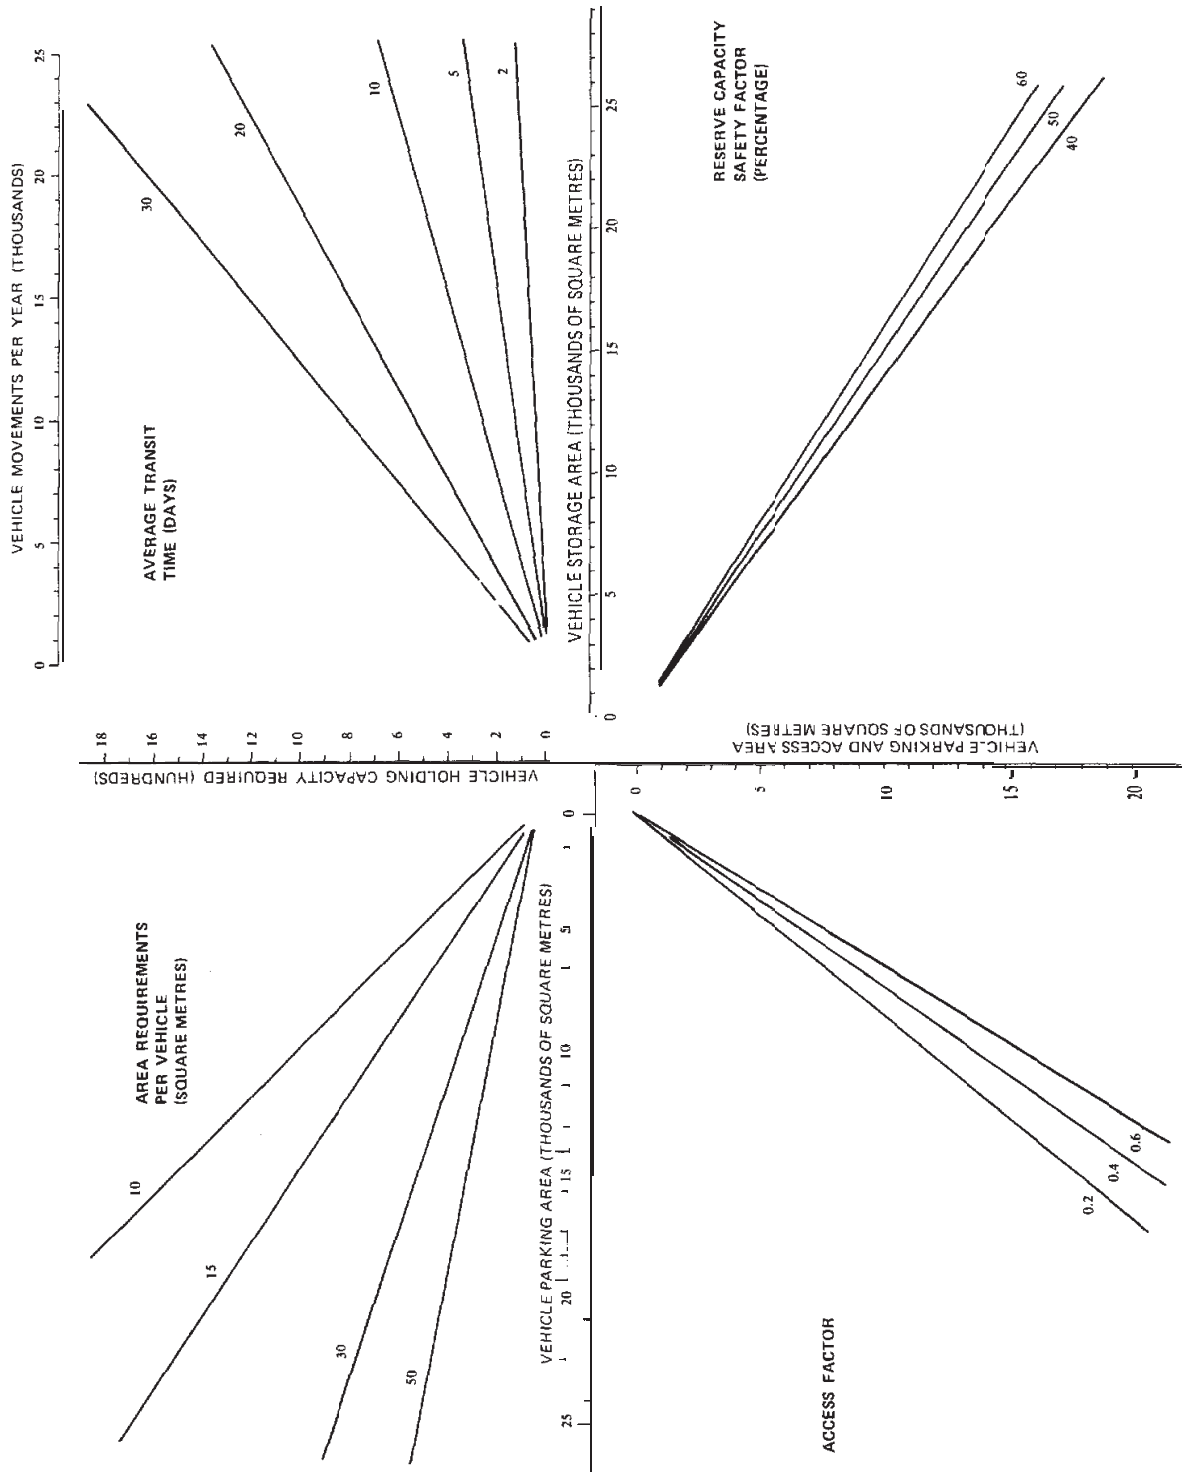 VEHICLE MOVEMENTS PER YEAR (THOUSANDS)
0 5 10 15 20 25
AVERAGE TRANSIT
TIME (DAYS)
30
20
10
5
2
VEHICLE HOLDING CAPACITY REQUIRED (HUNDREDS)
18
16
14
12
10
8
6
4
2
0
AREA REQUIREMENTS
PER VEHICLE
(SQUARE METRES)
10
15
30
50
VEHICLE PARKING AREA (THOUSANDS OF SQUARE METRES)
25 20 15 10 5 0
VEHICLE STORAGE AREA (THOUSANDS OF SQUARE METRES)
0 5 10 15 20 25
RESERVE CAPACITY
SAFETY FACTOR
(PERCENTAGE)
60
50
40
VEHICLE PARKING AND ACCESS AREA
(THOUSANDS OF SQUARE METRES)
0
5
10
15
20
ACCESS FACTOR
0.2
0.4
0.6